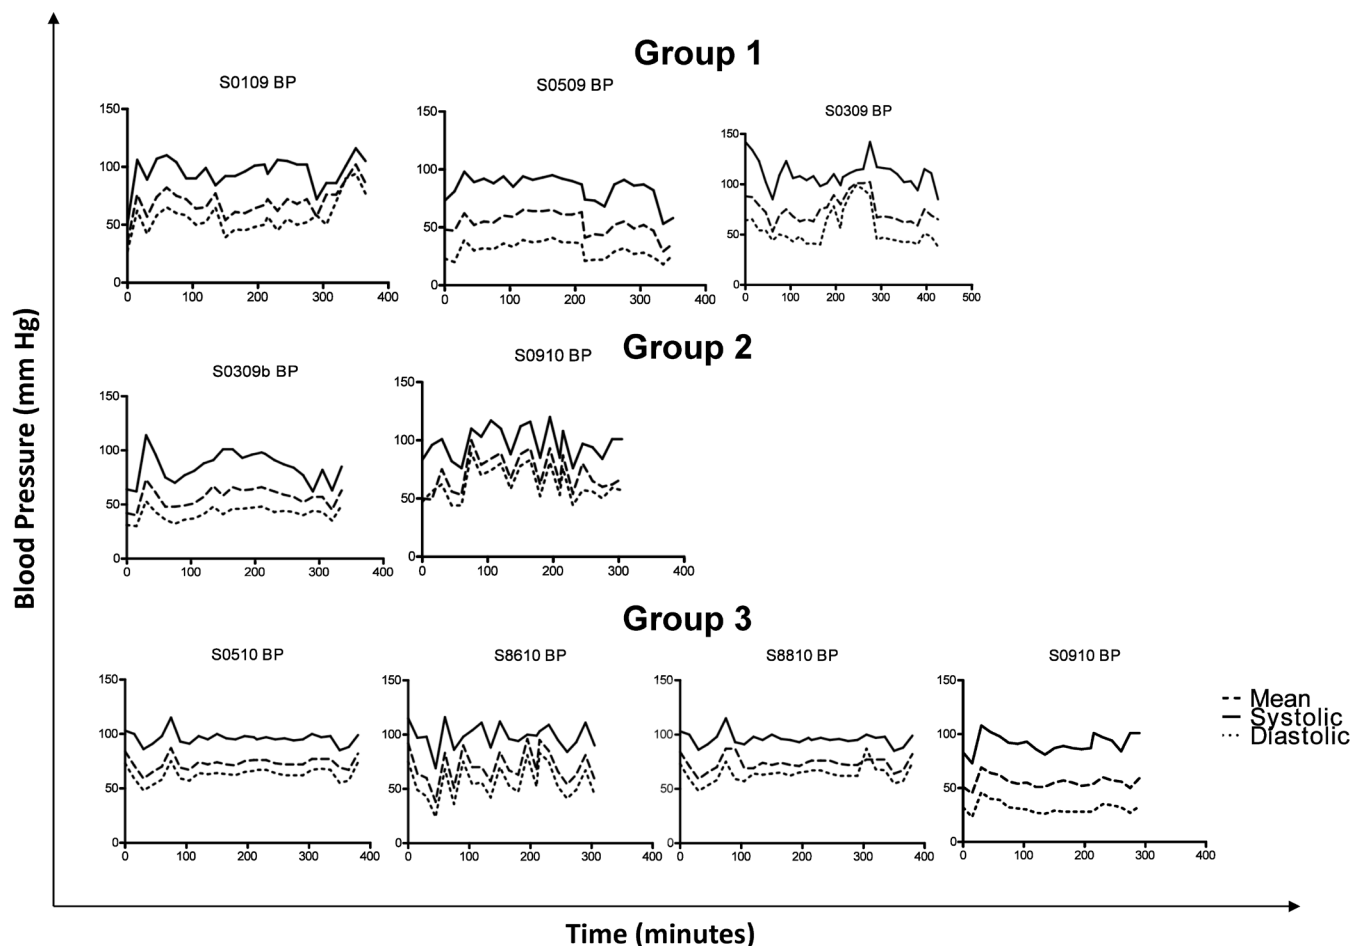 Group 1
S0109 BP
S0509 BP
S0309 BP
150
100
50
0
0 100 200 300 400
150
100
50
0
0 100 200 300 400
150
100
50
0
0 100 200 300 400 500
Group 2
S0309b BP
S0910 BP
150
100
50
0
0 100 200 300 400
150
100
50
0
0 100 200 300 400
Group 3
S0510 BP
S8610 BP
S8810 BP
S0910 BP
150
100
50
0
0 100 200 300 400
150
100
50
0
0 100 200 300 400
150
100
50
0
0 100 200 300 400
150
100
50
0
0 100 200 300 400
Mean
Systolic
Diastolic
Blood Pressure (mm Hg)
Time (minutes)